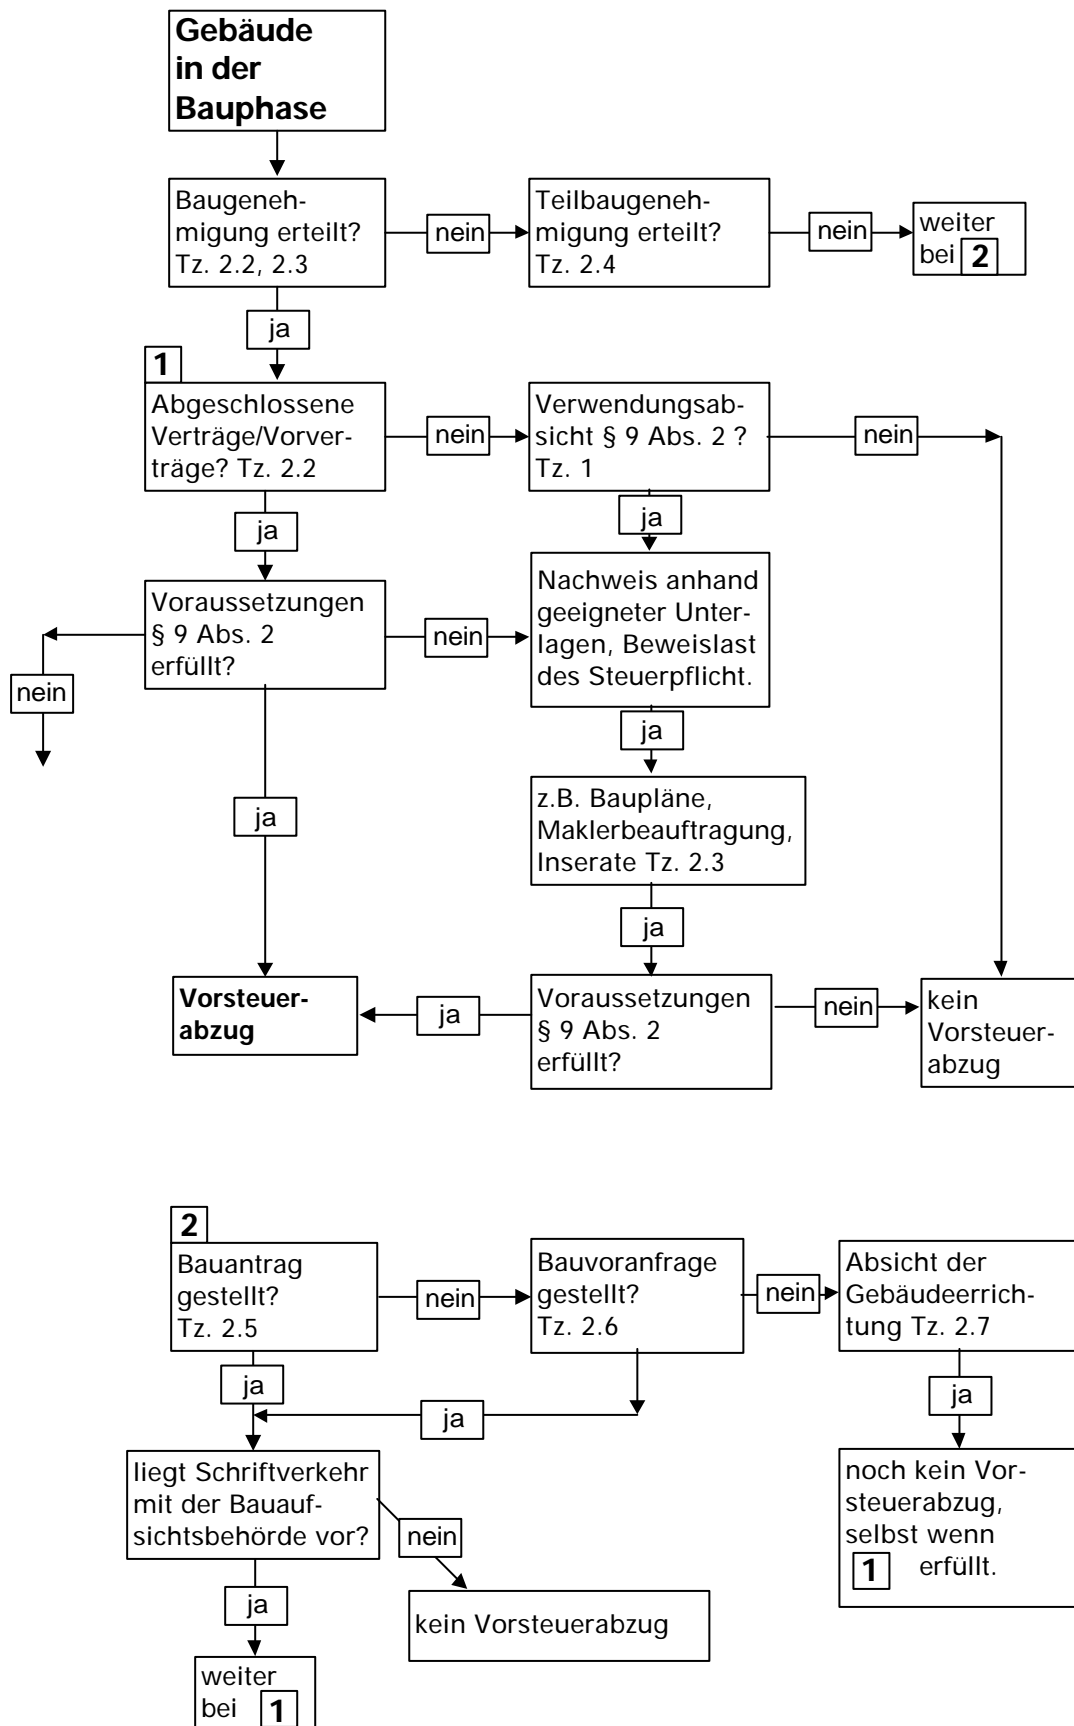 Gebäude
in der
Bauphase
Baugeneh-
migung erteilt?
Tz. 2.2, 2.3
nein
Teilbaugeneh-
migung erteilt?
Tz. 2.4
nein
weiter
bei 2
ja
1
Abgeschlossene
Verträge/Vorver-
träge? Tz. 2.2
nein
Verwendungsab-
sicht § 9 Abs. 2 ?
Tz. 1
nein
ja
ja
Voraussetzungen
§ 9 Abs. 2
erfüllt?
nein
nein
Nachweis anhand
geeigneter Unter-
lagen, Beweislast
des Steuerpflicht.
ja
ja
z.B. Baupläne,
Maklerbeauftragung,
Inserate Tz. 2.3
ja
Vorsteuer-
abzug
ja
Voraussetzungen
§ 9 Abs. 2
erfüllt?
nein
kein
Vorsteuer-
abzug
2
Bauantrag
gestellt?
Tz. 2.5
nein
Bauvoranfrage
gestellt?
Tz. 2.6
nein
Absicht der
Gebäudeerrich-
tung Tz. 2.7
ja
ja
ja
liegt Schriftverkehr
mit der Bauauf-
sichtsbehörde vor?
nein
noch kein Vor-
steuerabzug,
selbst wenn
1 erfüllt.
ja
kein Vorsteuerabzug
weiter
bei 1